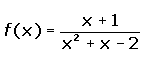 f(x) = (x + 1)/(x² + x − 2)